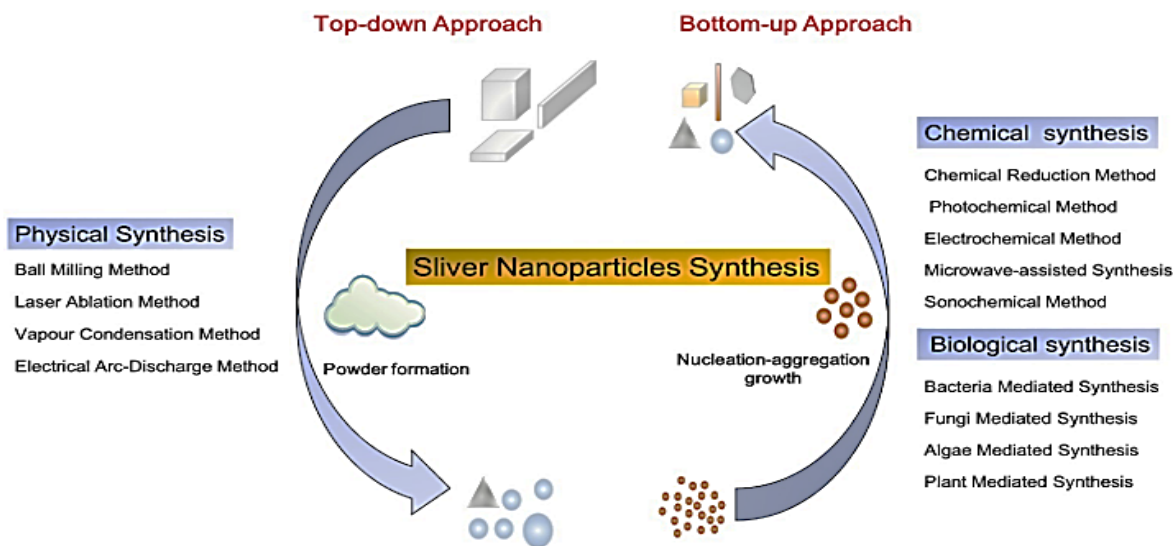 Top-down Approach
Bottom-up Approach
Physical Synthesis
Ball Milling Method
Laser Ablation Method
Vapour Condensation Method
Electrical Arc-Discharge Method
Sliver Nanoparticles Synthesis
Powder formation
Nucleation-aggregation
growth
Chemical synthesis
Chemical Reduction Method
Photochemical Method
Electrochemical Method
Microwave-assisted Synthesis
Sonochemical Method
Biological synthesis
Bacteria Mediated Synthesis
Fungi Mediated Synthesis
Algae Mediated Synthesis
Plant Mediated Synthesis